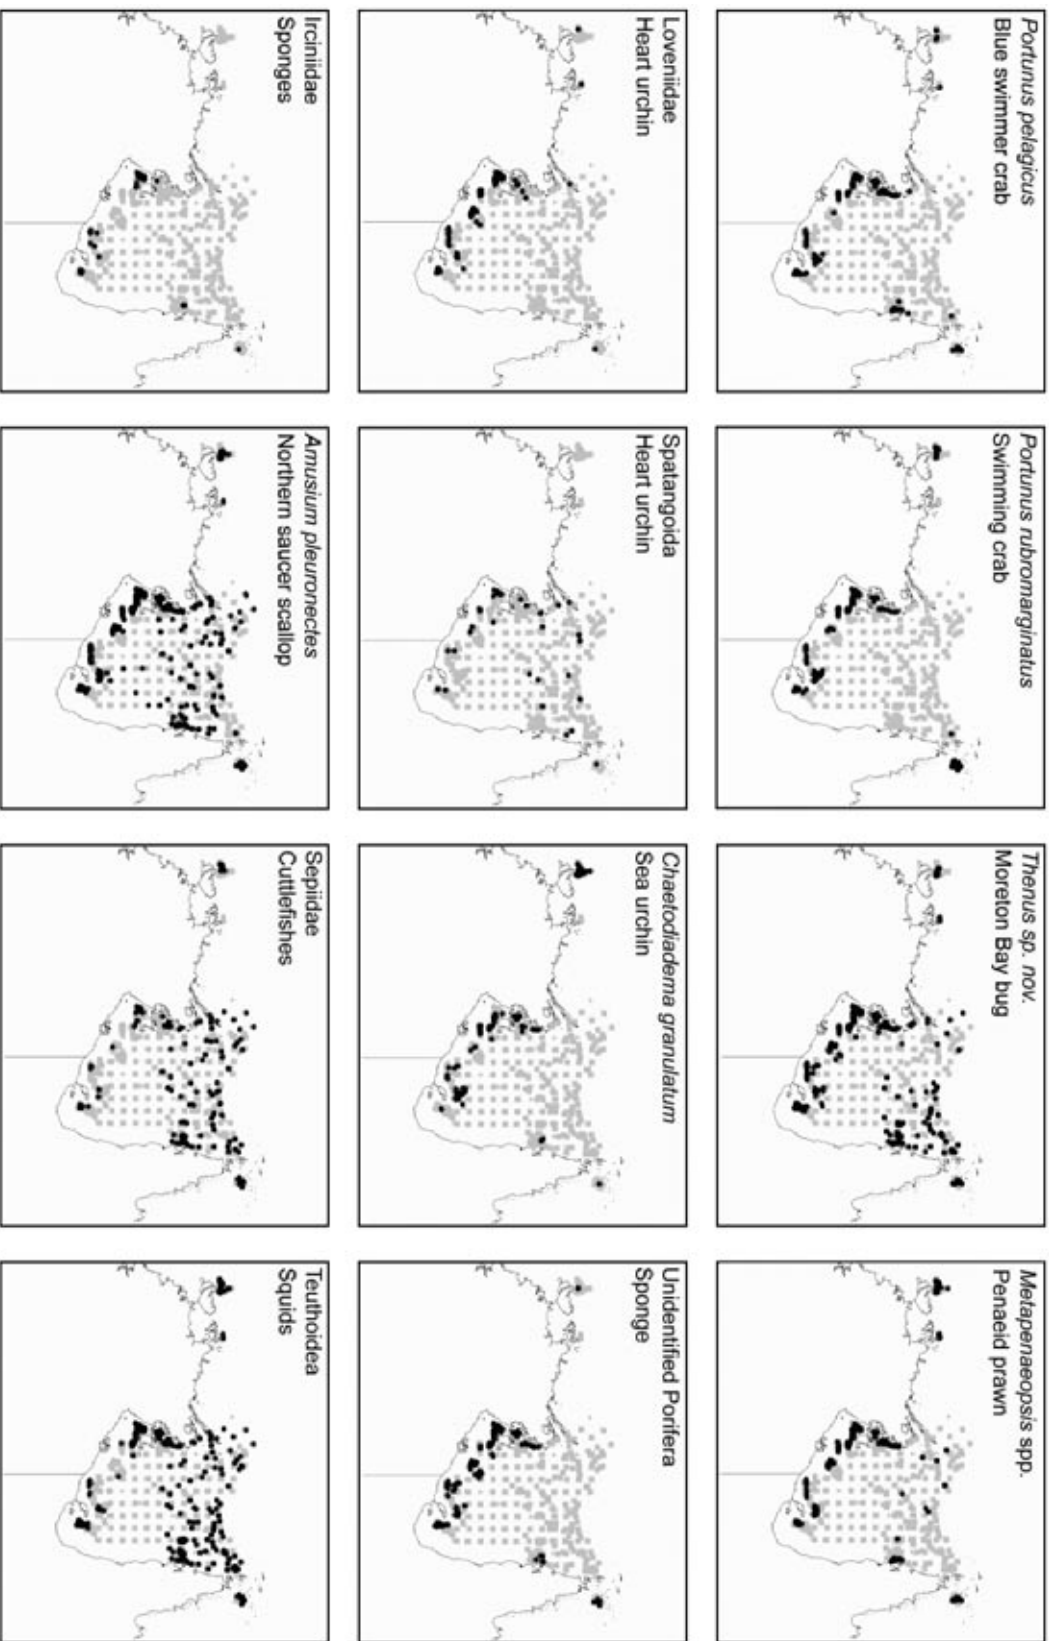 Portunus pelagicus
Blue swimmer crab
Portunus rubromarginatus
Swimming crab
Thenus sp. nov.
Moreton Bay bug
Metapenaeopsis spp.
Penaeid prawn
Loveniidae
Heart urchin
Spatangoida
Heart urchin
Chaetodiadema granulatum
Sea urchin
Unidentified Porifera
Sponge
Irciniidae
Sponges
Amusium pleuronectes
Northern saucer scallop
Sepiidae
Cuttlefishes
Teuthoidea
Squids